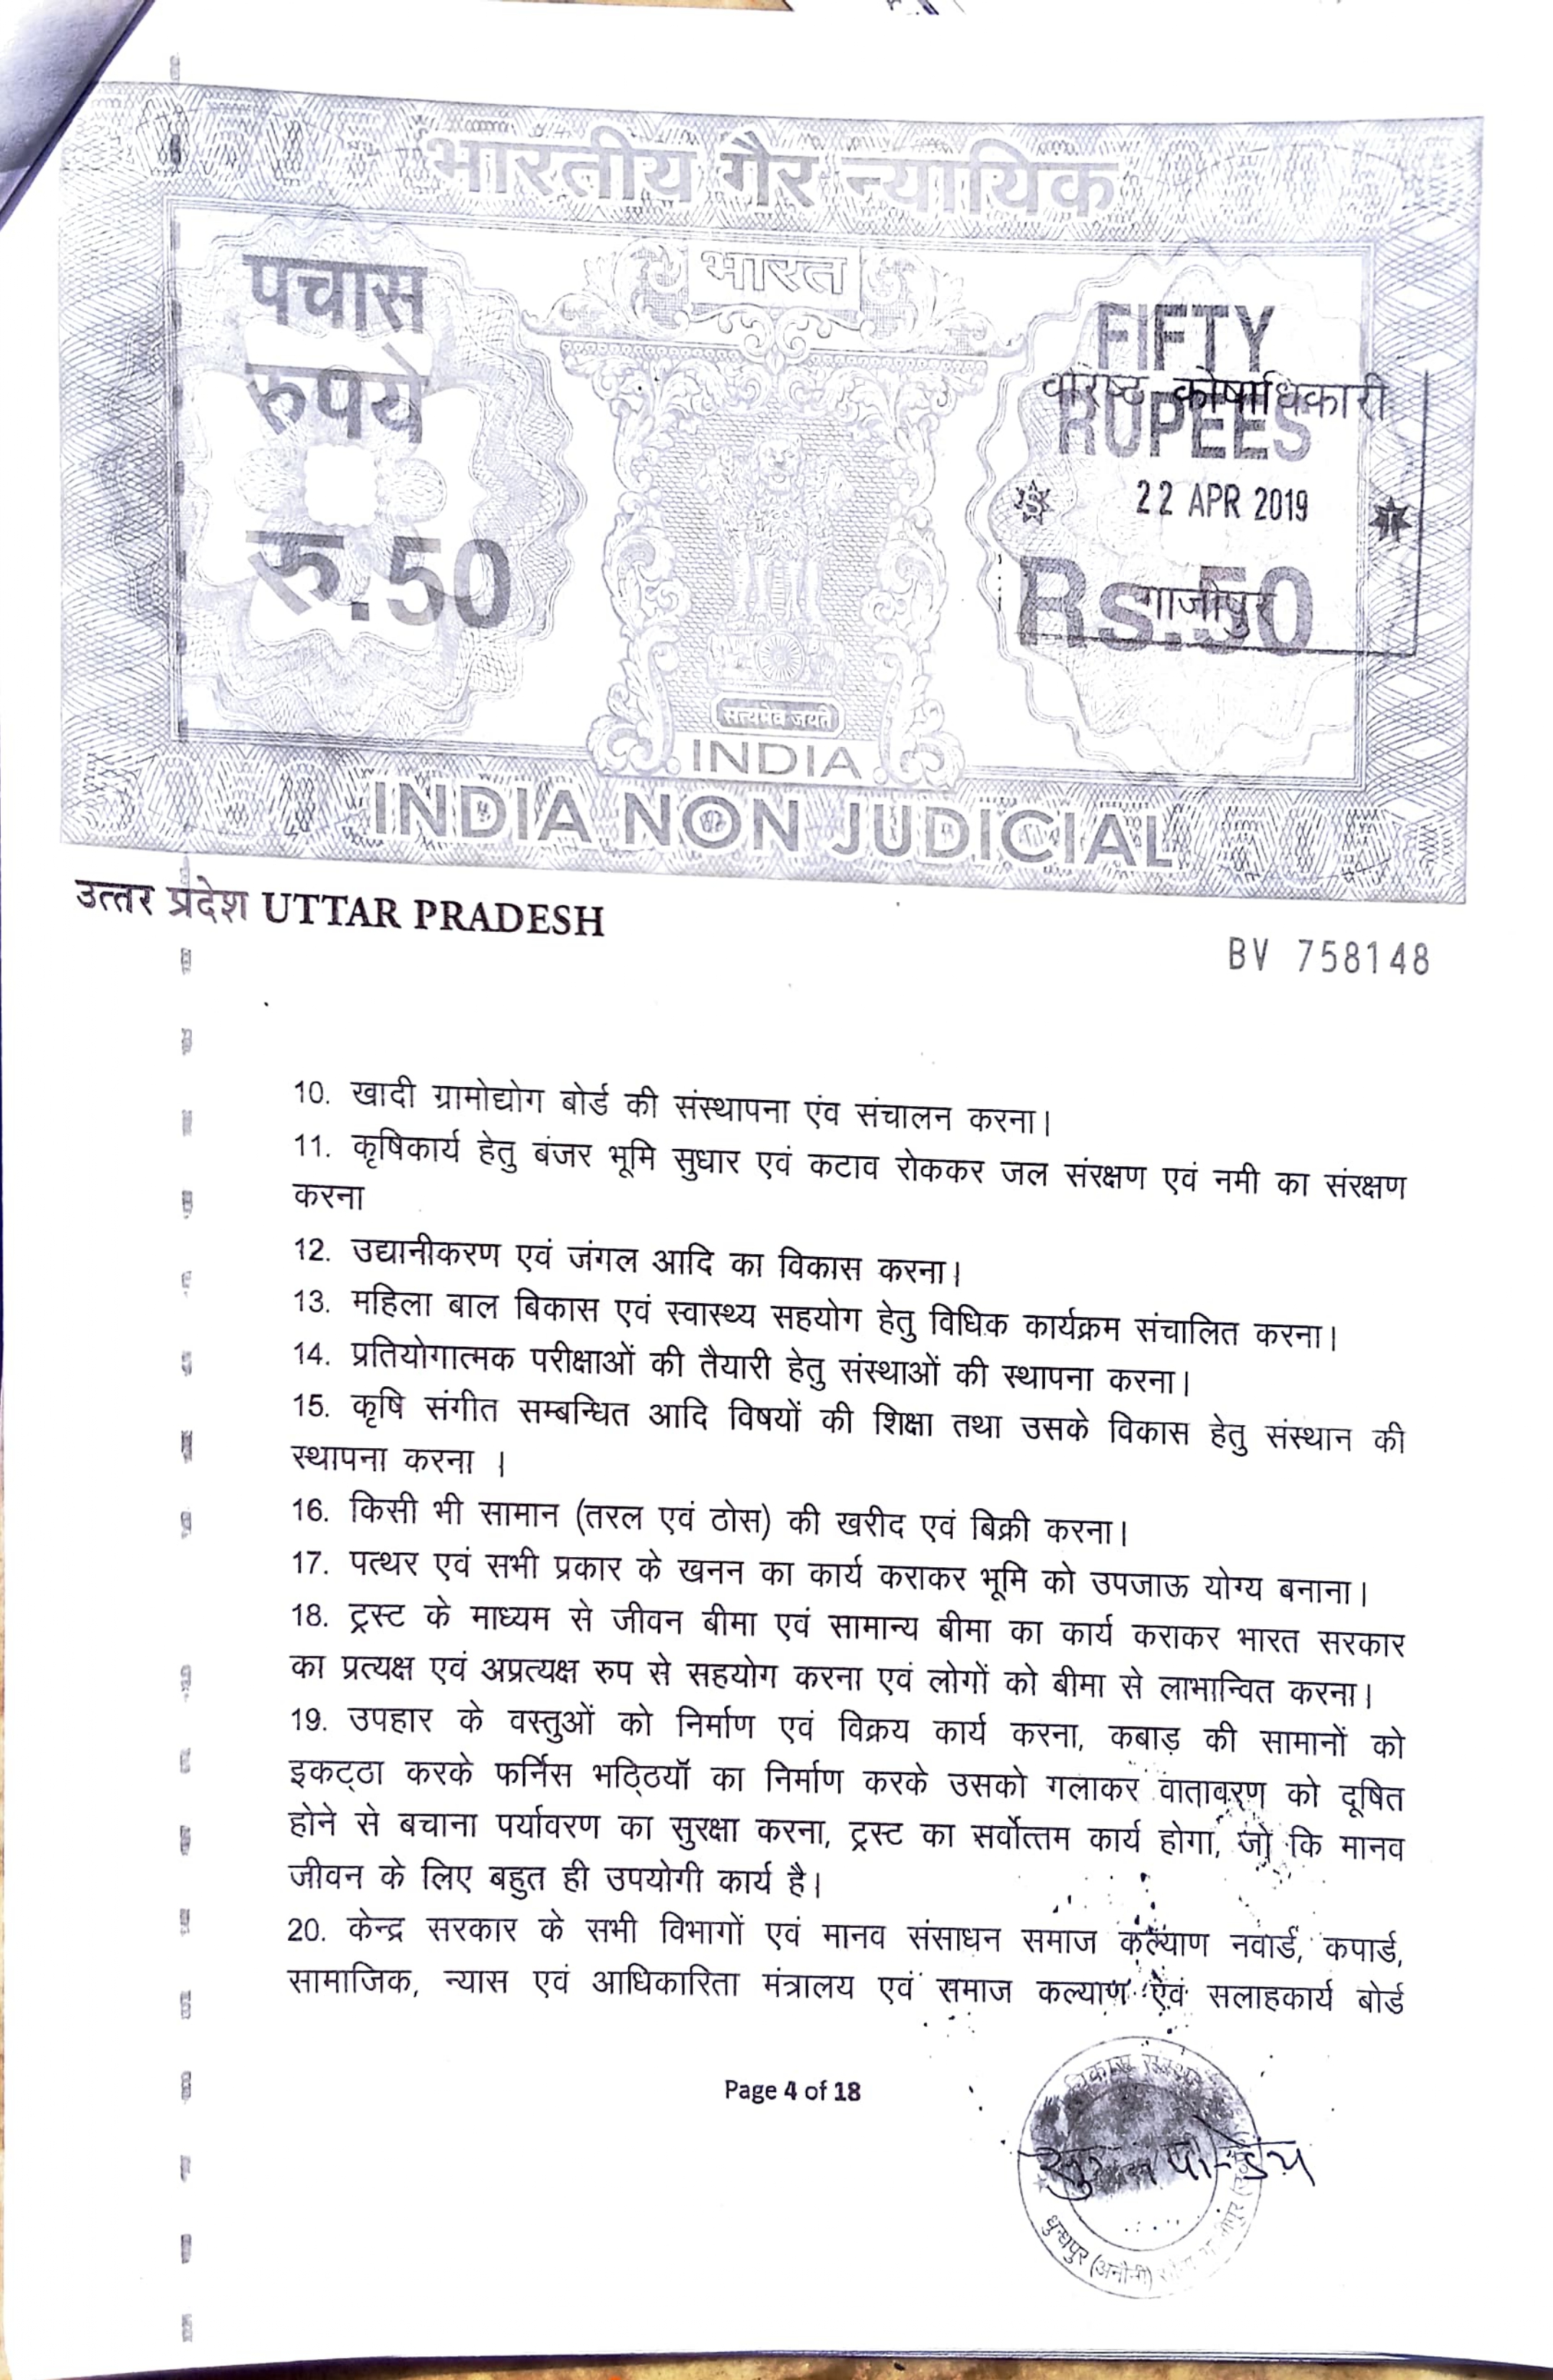 भारतीय गैर न्यायिक
पचास
रुपये
रु.50
भारत
सत्यमेव जयते
INDIA
FIFTY
RUPEES
Rs.50
वरिष्ट कोषाधिकारी
22 APR 2019
गाजीपुर
INDIA NON JUDICIAL
उत्तर प्रदेश UTTAR PRADESH
BV 758148
10. खादी ग्रामोद्योग बोर्ड की संस्थापना एंव संचालन करना।
11. कृषिकार्य हेतु बंजर भूमि सुधार एवं कटाव रोककर जल संरक्षण एवं नमी का संरक्षण
करना
12. उद्यानीकरण एवं जंगल आदि का विकास करना।
13. महिला बाल बिकास एवं स्वास्थ्य सहयोग हेतु विधिक कार्यक्रम संचालित करना।
14. प्रतियोगात्मक परीक्षाओं की तैयारी हेतु संस्थाओं की स्थापना करना।
15. कृषि संगीत सम्बन्धित आदि विषयों की शिक्षा तथा उसके विकास हेतु संस्थान की
स्थापना करना ।
16. किसी भी सामान (तरल एवं ठोस) की खरीद एवं बिक्री करना।
17. पत्थर एवं सभी प्रकार के खनन का कार्य कराकर भूमि को उपजाऊ योग्य बनाना।
18. ट्रस्ट के माध्यम से जीवन बीमा एवं सामान्य बीमा का कार्य कराकर भारत सरकार
का प्रत्यक्ष एवं अप्रत्यक्ष रुप से सहयोग करना एवं लोगों को बीमा से लाभान्वित करना।
19. उपहार के वस्तुओं को निर्माण एवं विक्रय कार्य करना, कबाड़ की सामानों को
इकट्ठा करके फर्निस भट्ठियॉ का निर्माण करके उसको गलाकर वातावरण को दूषित
होने से बचाना पर्यावरण का सुरक्षा करना, ट्रस्ट का सर्वोत्तम कार्य होगा, जो कि मानव
जीवन के लिए बहुत ही उपयोगी कार्य है।
20. केन्द्र सरकार के सभी विभागों एवं मानव संसाधन समाज कल्याण नवार्ड, कपार्ड,
सामाजिक, न्यास एवं आधिकारिता मंत्रालय एवं समाज कल्याण ऐवं सलाहकार्य बोर्ड
Page 4 of 18
विकास
धुन्धपुर (अनौनी)